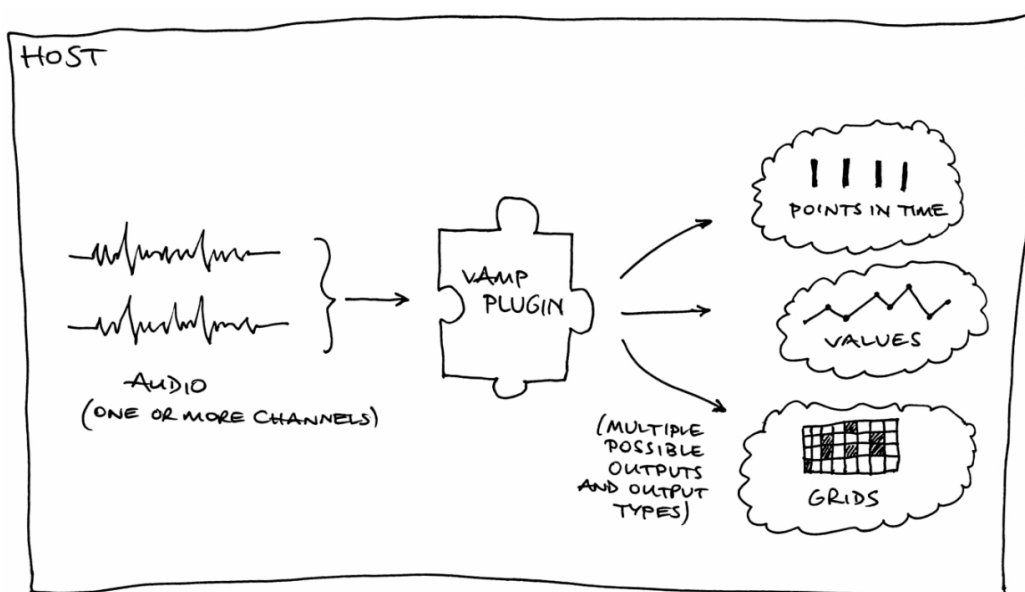 HOST
AUDIO
(ONE OR MORE CHANNELS)
VAMP
PLUGIN
(MULTIPLE
POSSIBLE
OUTPUTS
AND OUTPUT
TYPES)
POINTS IN TIME
VALUES
GRIDS